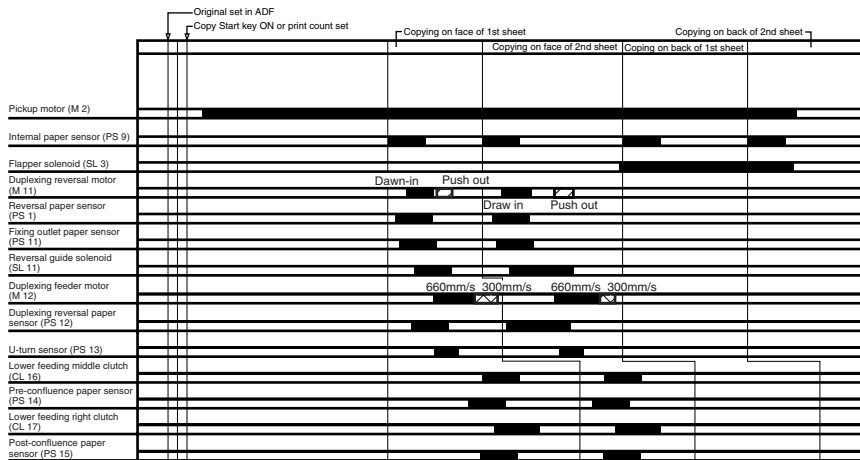 Original set in ADF
Copy Start key ON or print count set
Copying on face of 1st sheet
Copying on back of 2nd sheet
Copying on face of 2nd sheet
Coping on back of 1st sheet
Pickup motor (M 2)
Internal paper sensor (PS 9)
Flapper solenoid (SL 3)
Duplexing reversal motor
(M 11)
Dawn-in
Push out
Reversal paper sensor
(PS 1)
Draw in
Push out
Fixing outlet paper sensor
(PS 11)
Reversal guide solenoid
(SL 11)
Duplexing feeder motor
(M 12)
660mm/s 300mm/s
660mm/s 300mm/s
Duplexing reversal paper
sensor (PS 12)
U-turn sensor (PS 13)
Lower feeding middle clutch
(CL 16)
Pre-confluence paper sensor
(PS 14)
Lower feeding right clutch
(CL 17)
Post-confluence paper
sensor (PS 15)